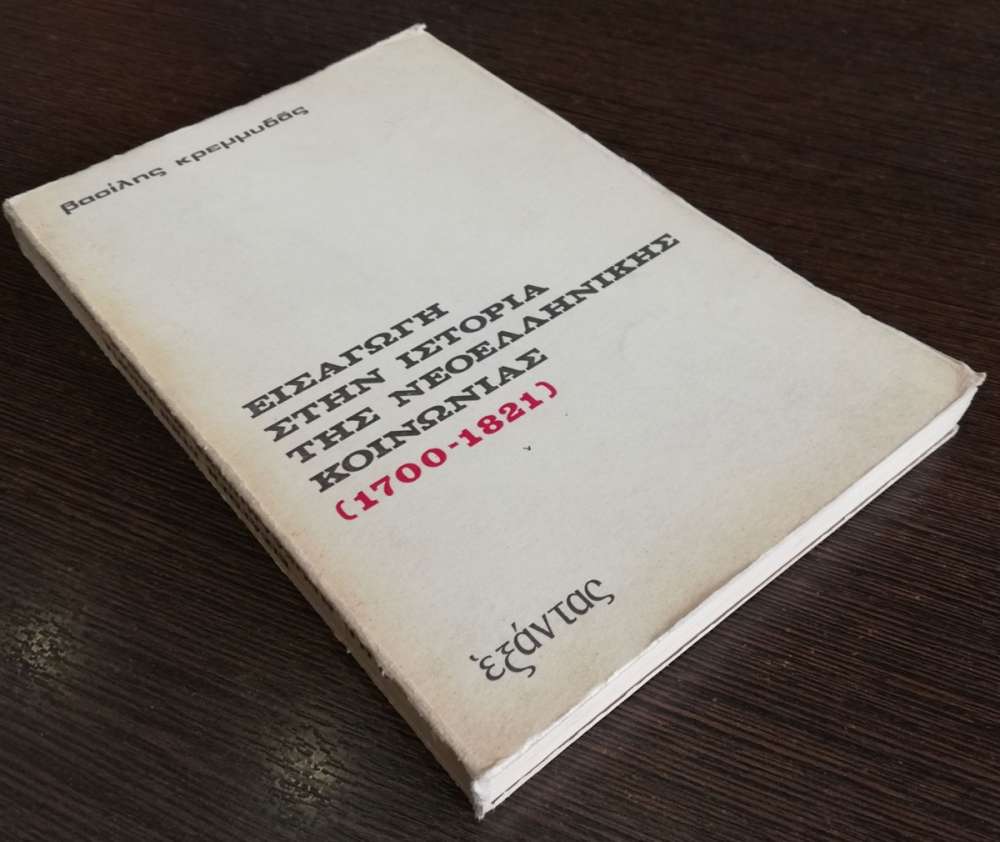 βασίλης κρεμμυδάς
ΕΙΣΑΓΩΓΗ
ΣΤΗΝ ΙΣΤΟΡΙΑ
ΤΗΣ ΝΕΟΕΛΛΗΝΙΚΗΣ
ΚΟΙΝΩΝΙΑΣ
(1700-1821)
ἐξάντας